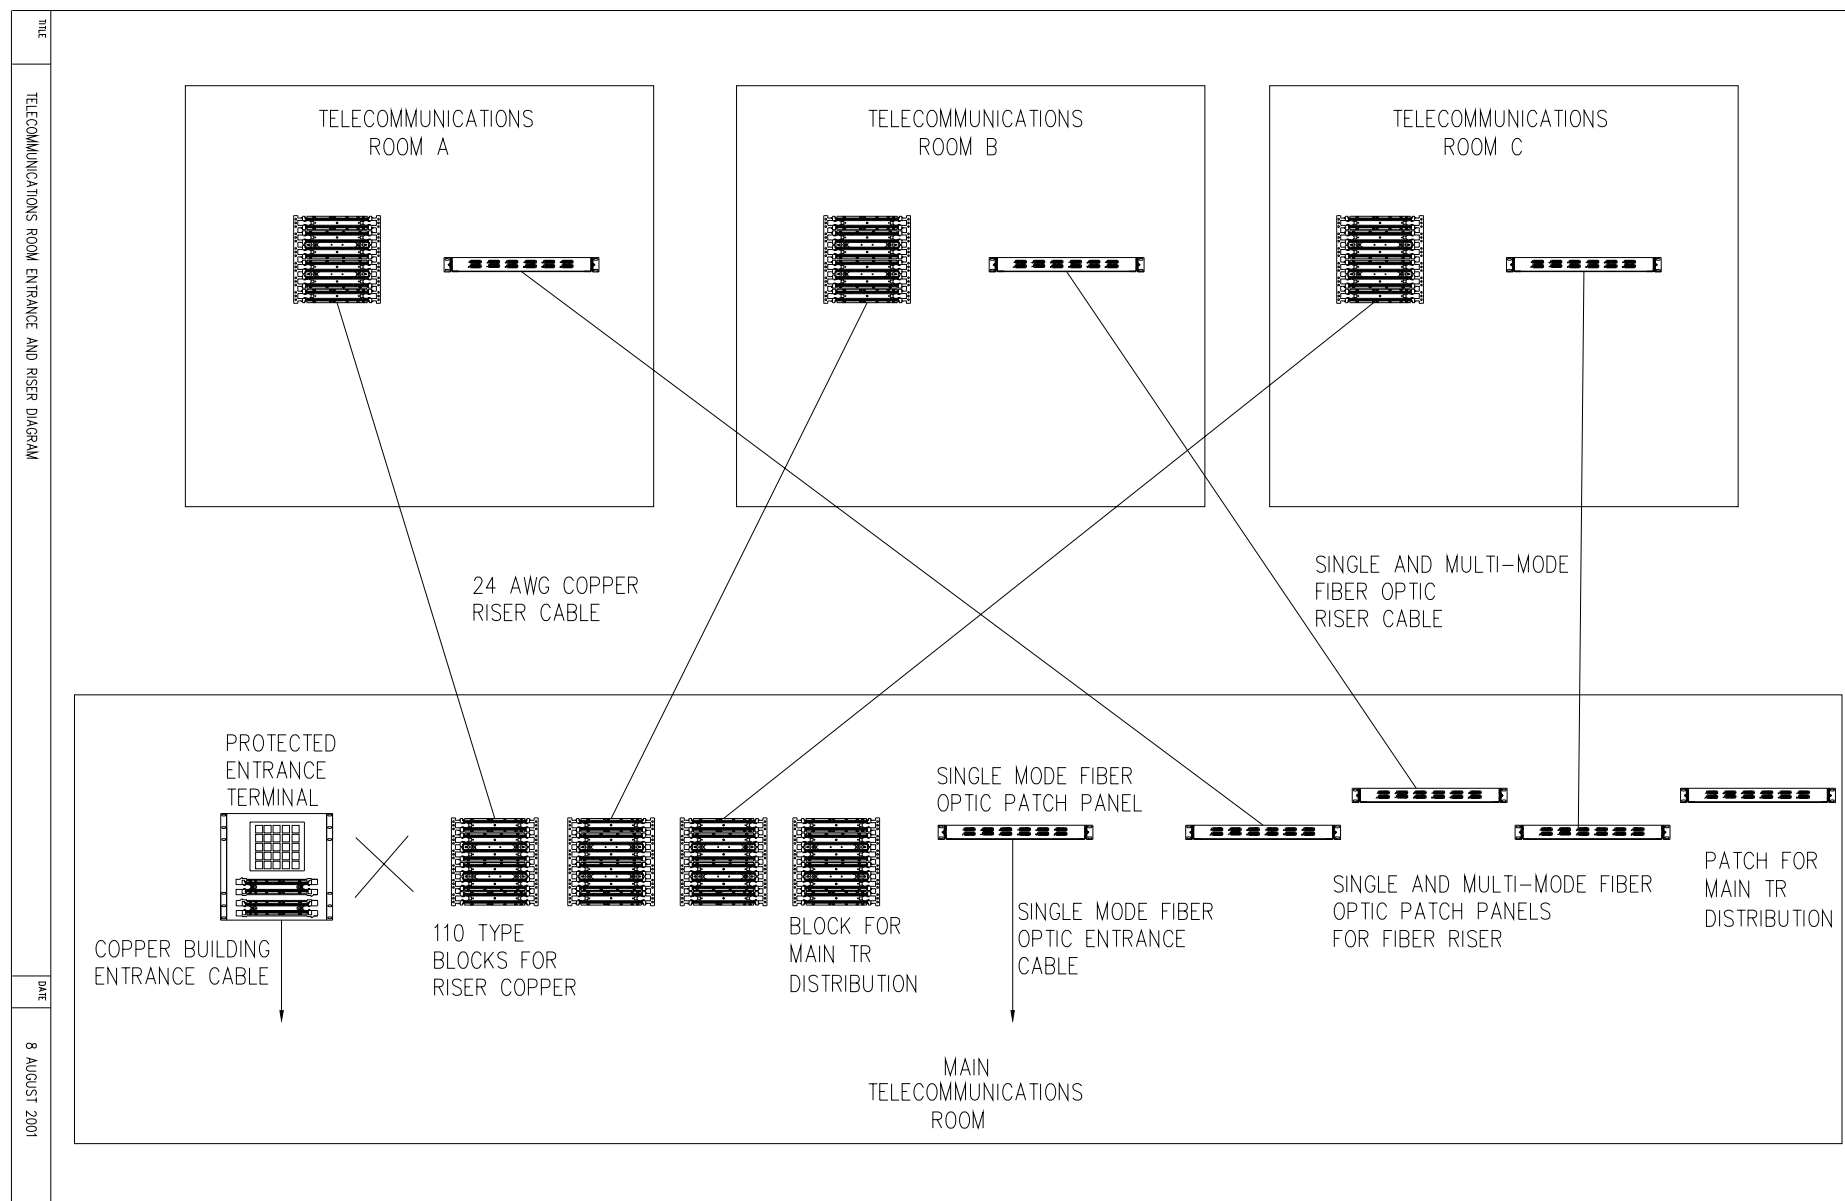 TITLE
TELECOMMUNICATIONS ROOM ENTRANCE AND RISER DIAGRAM
DATE
8 AUGUST 2001
TELECOMMUNICATIONS
ROOM A
TELECOMMUNICATIONS
ROOM B
TELECOMMUNICATIONS
ROOM C
24 AWG COPPER
RISER CABLE
SINGLE AND MULTI-MODE
FIBER OPTIC
RISER CABLE
PROTECTED
ENTRANCE
TERMINAL
COPPER BUILDING
ENTRANCE CABLE
110 TYPE
BLOCKS FOR
RISER COPPER
BLOCK FOR
MAIN TR
DISTRIBUTION
SINGLE MODE FIBER
OPTIC PATCH PANEL
SINGLE MODE FIBER
OPTIC ENTRANCE
CABLE
SINGLE AND MULTI-MODE FIBER
OPTIC PATCH PANELS
FOR FIBER RISER
PATCH FOR
MAIN TR
DISTRIBUTION
MAIN
TELECOMMUNICATIONS
ROOM